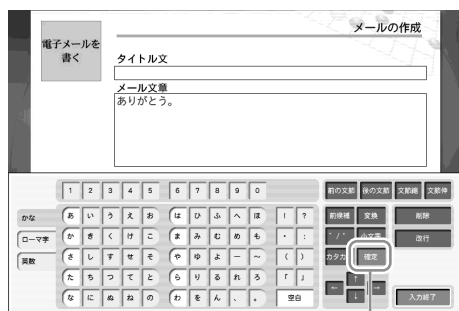 メールの作成
電子メールを
書く
タイトル文
メール文章
ありがとう。
1 2 3 4 5 6 7 8 9 0 前の文節 後の文節 文節縮 文節伸
かな あ い う え お は ひ ふ へ ほ ! ? 前候補 変換 削除
ローマ字 か き く け こ ま み む め も ・ : ゛/゜ 小文字 改行
英数 さ し す せ そ や ゆ よ ー 〜 ( ) カタカ 確定
た ち つ て と ら り る れ ろ 「 」 ↑
な に ぬ ね の わ を ん 、 。 空白 ← ↓ → 入力終了